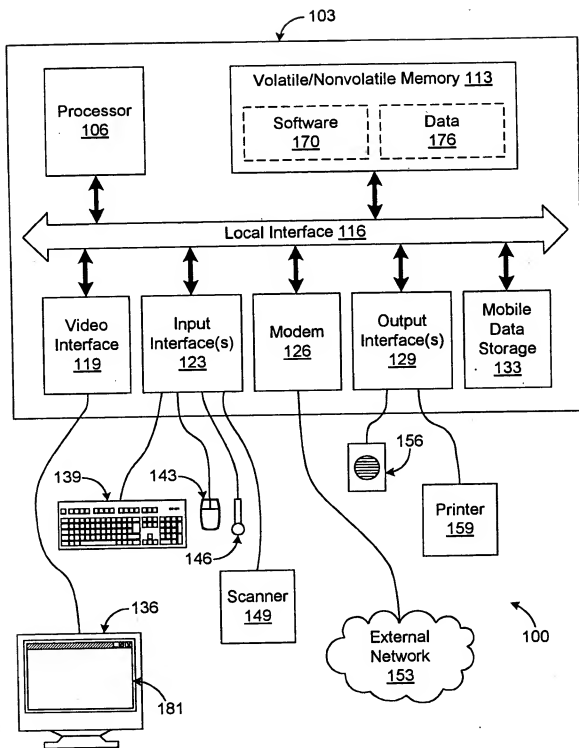 103
Processor
106
Volatile/Nonvolatile Memory 113
Software
170
Data
176
Local Interface 116
Video
Interface
119
Input
Interface(s)
123
Modem
126
Output
Interface(s)
129
Mobile
Data
Storage
133
139
143
146
156
Printer
159
Scanner
149
136
181
External
Network
153
100